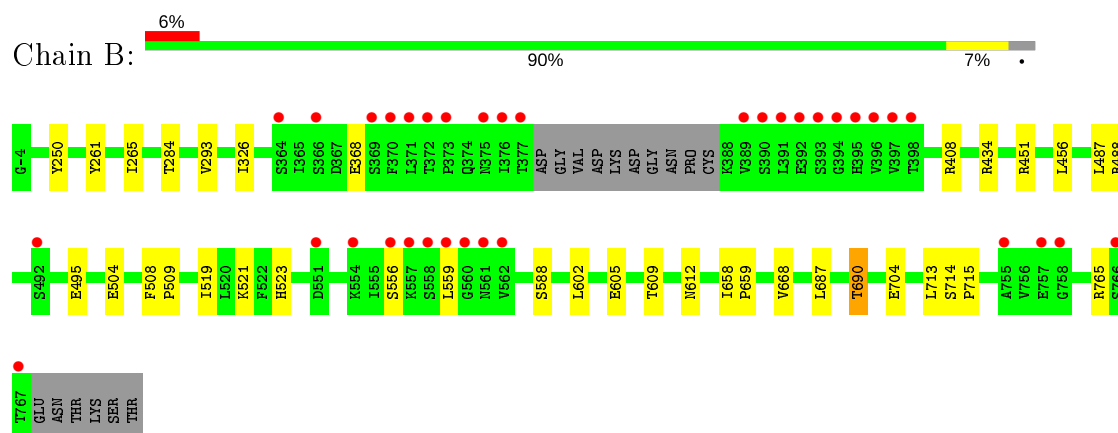 6%
Chain B:
90% 7% •
G-4 Y250 Y261 I265 T284 V293 I326 S364 I365 S366 D367 E368 S369 F370 L371 T372 P373 Q374 N375 I376 T377 ASP GLY VAL ASP LYS ASP GLY ASN PRO CYS K388 V389 S390 L391 E392 S393 G394 H395 V396 V397 T398 R408 R434 R451 L456 L487 R488
S492 E495 E504 F508 P509 I519 L520 K521 F522 H523 D551 K554 I555 S556 K557 S558 L559 G560 N561 V562 S588 L602 E605 T609 N612 I658 P659 V668 L687 T690 E704 L713 S714 P715 A755 V756 E757 G758 R765 S766
T767 GLU ASN THR LYS SER THR